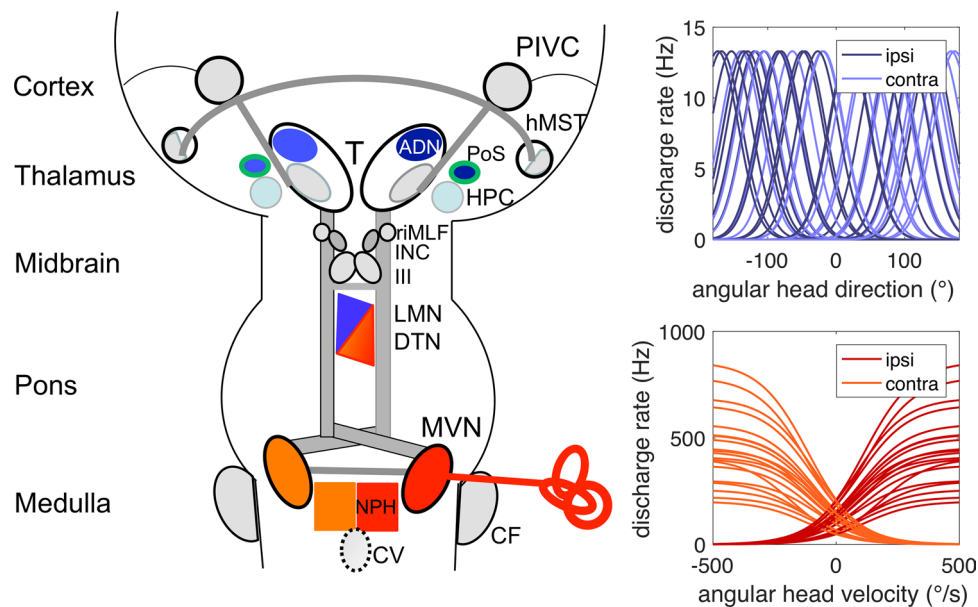 Cortex
Thalamus
Midbrain
Pons
Medulla
PIVC
hMST
T
ADN
PoS
HPC
riMLF
INC
III
LMN
DTN
MVN
NPH
CV
CF
discharge rate (Hz)
15
10
5
0
ipsi
contra
-100
0
100
angular head direction (°)
discharge rate (Hz)
1000
500
0
ipsi
contra
-500
0
500
angular head velocity (°/s)